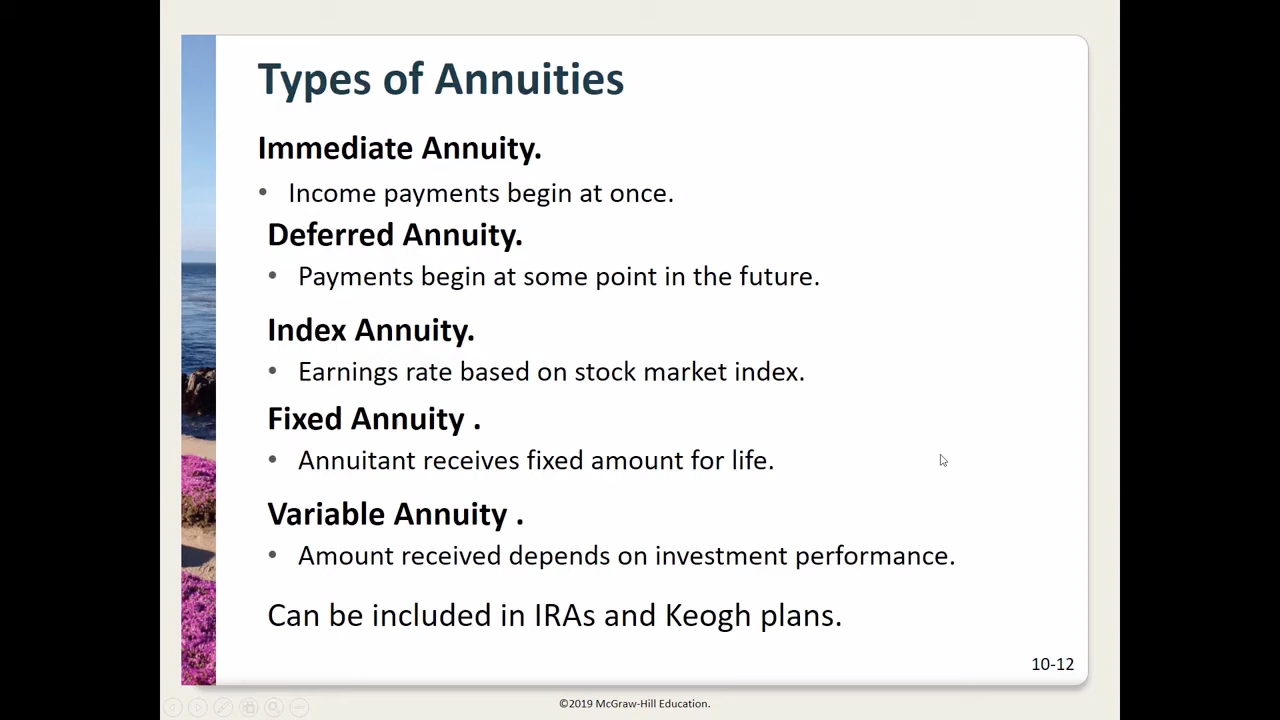 Types of Annuities
Immediate Annuity.
• Income payments begin at once.
Deferred Annuity.
• Payments begin at some point in the future.
Index Annuity.
• Earnings rate based on stock market index.
Fixed Annuity .
• Annuitant receives fixed amount for life.
Variable Annuity .
• Amount received depends on investment performance.
Can be included in IRAs and Keogh plans.
10-12
©2019 McGraw-Hill Education.